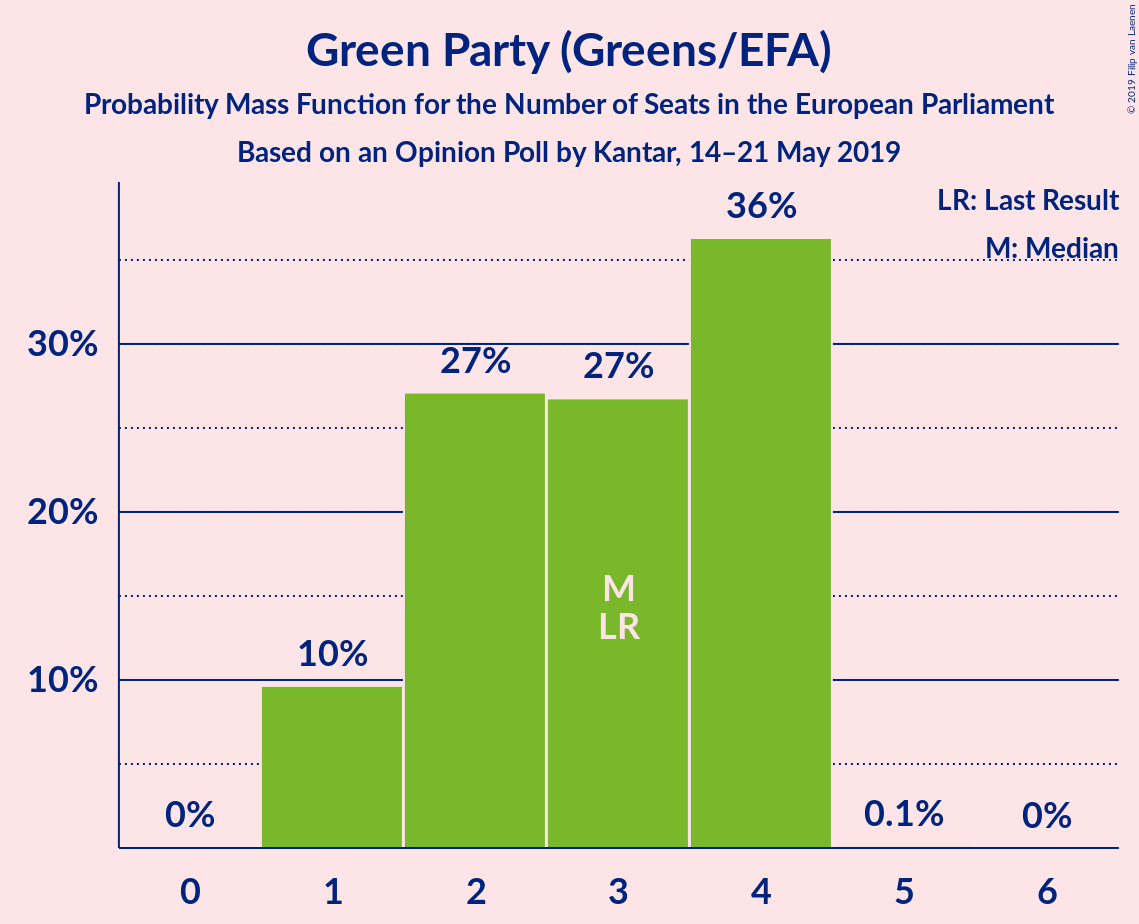 Green Party (Greens/EFA)
Probability Mass Function for the Number of Seats in the European Parliament
Based on an Opinion Poll by Kantar, 14–21 May 2019
© 2019 Filip van Laenen
LR: Last Result
M: Median
36%
30%
27%
27%
20%
M
LR
10%
10%
0%
0.1%
0%
0
1
2
3
4
5
6